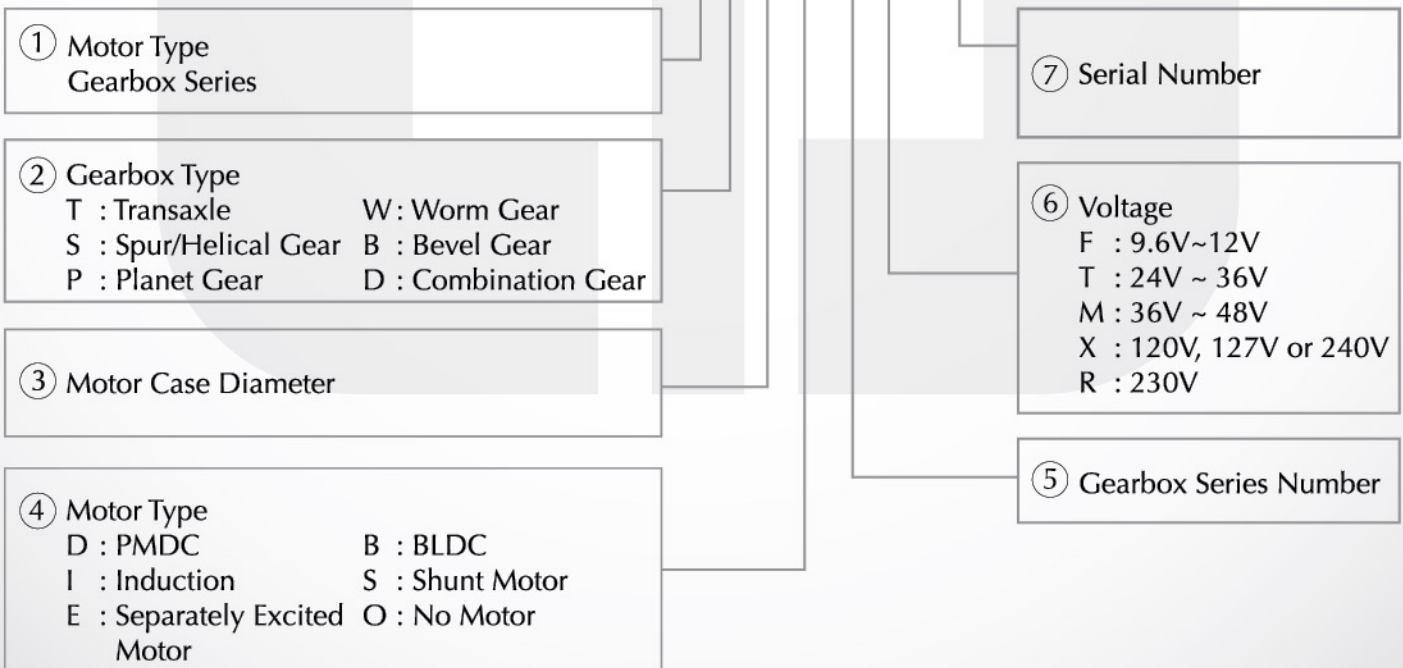 ① Motor Type
Gearbox Series
② Gearbox Type
T : Transaxle W : Worm Gear
S : Spur/Helical Gear B : Bevel Gear
P : Planet Gear D : Combination Gear
③ Motor Case Diameter
④ Motor Type
D : PMDC B : BLDC
I : Induction S : Shunt Motor
E : Separately Excited O : No Motor
Motor
⑦ Serial Number
⑥ Voltage
F : 9.6V~12V
T : 24V ~ 36V
M : 36V ~ 48V
X : 120V, 127V or 240V
R : 230V
⑤ Gearbox Series Number